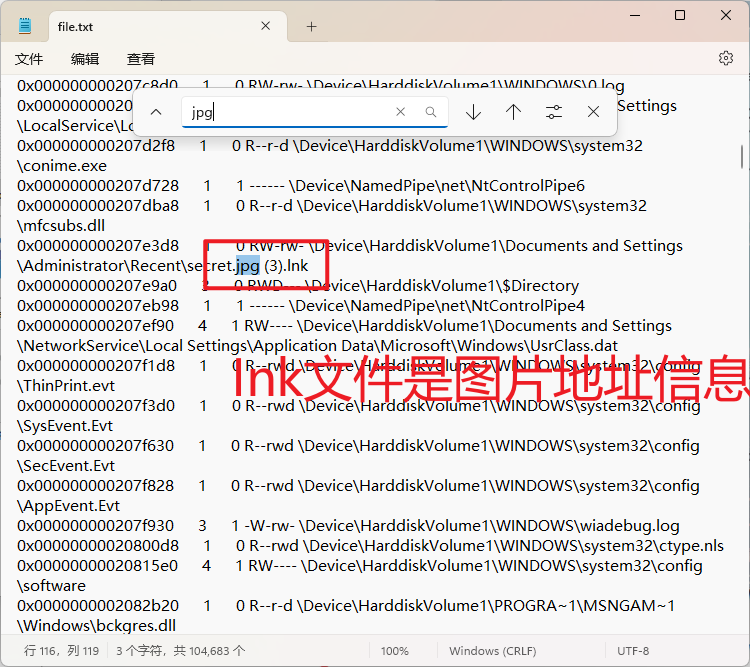 file.txt
文件 编辑 查看
0x000000000207c8d0 1 0 RW-rw- \Device\HarddiskVolume1\WINDOWS\0.log
jpg
0x000000000207d2f8 1 0 R--r-d \Device\HarddiskVolume1\WINDOWS\system32
\conime.exe
0x000000000207d728 1 1 ------ \Device\NamedPipe\net\NtControlPipe6
0x000000000207dba8 1 0 R--r-d \Device\HarddiskVolume1\WINDOWS\system32
\mfcsubs.dll
0x000000000207e3d8 1 0 RW-rw- \Device\HarddiskVolume1\Documents and Settings
\Administrator\Recent\secret.jpg (3).lnk
0x000000000207e9a0 3 0 RWD--- \Device\HarddiskVolume1\$Directory
0x000000000207eb98 1 1 ------ \Device\NamedPipe\net\NtControlPipe4
0x000000000207ef90 4 1 RW---- \Device\HarddiskVolume1\Documents and Settings
\NetworkService\Local Settings\Application Data\Microsoft\Windows\UsrClass.dat
0x000000000207f1d8 1 0 R--rwd \Device\HarddiskVolume1\WINDOWS\system32\config
\ThinPrint.evt
lnk文件是图片地址信息
0x000000000207f3d0 1 0 R--rwd \Device\HarddiskVolume1\WINDOWS\system32\config
\SysEvent.Evt
0x000000000207f630 1 0 R--rwd \Device\HarddiskVolume1\WINDOWS\system32\config
\SecEvent.Evt
0x000000000207f828 1 0 R--rwd \Device\HarddiskVolume1\WINDOWS\system32\config
\AppEvent.Evt
0x000000000207f930 3 1 -W-rw- \Device\HarddiskVolume1\WINDOWS\wiadebug.log
0x00000000020800d8 1 0 R--rwd \Device\HarddiskVolume1\WINDOWS\system32\ctype.nls
0x00000000020815e0 4 1 RW---- \Device\HarddiskVolume1\WINDOWS\system32\config
\software
0x0000000002082b20 1 0 R--r-d \Device\HarddiskVolume1\PROGRA~1\MSNGAM~1
\Windows\bckgres.dll
行 116，列 119 3 个字符，共 104,683 个 100% Windows (CRLF) UTF-8